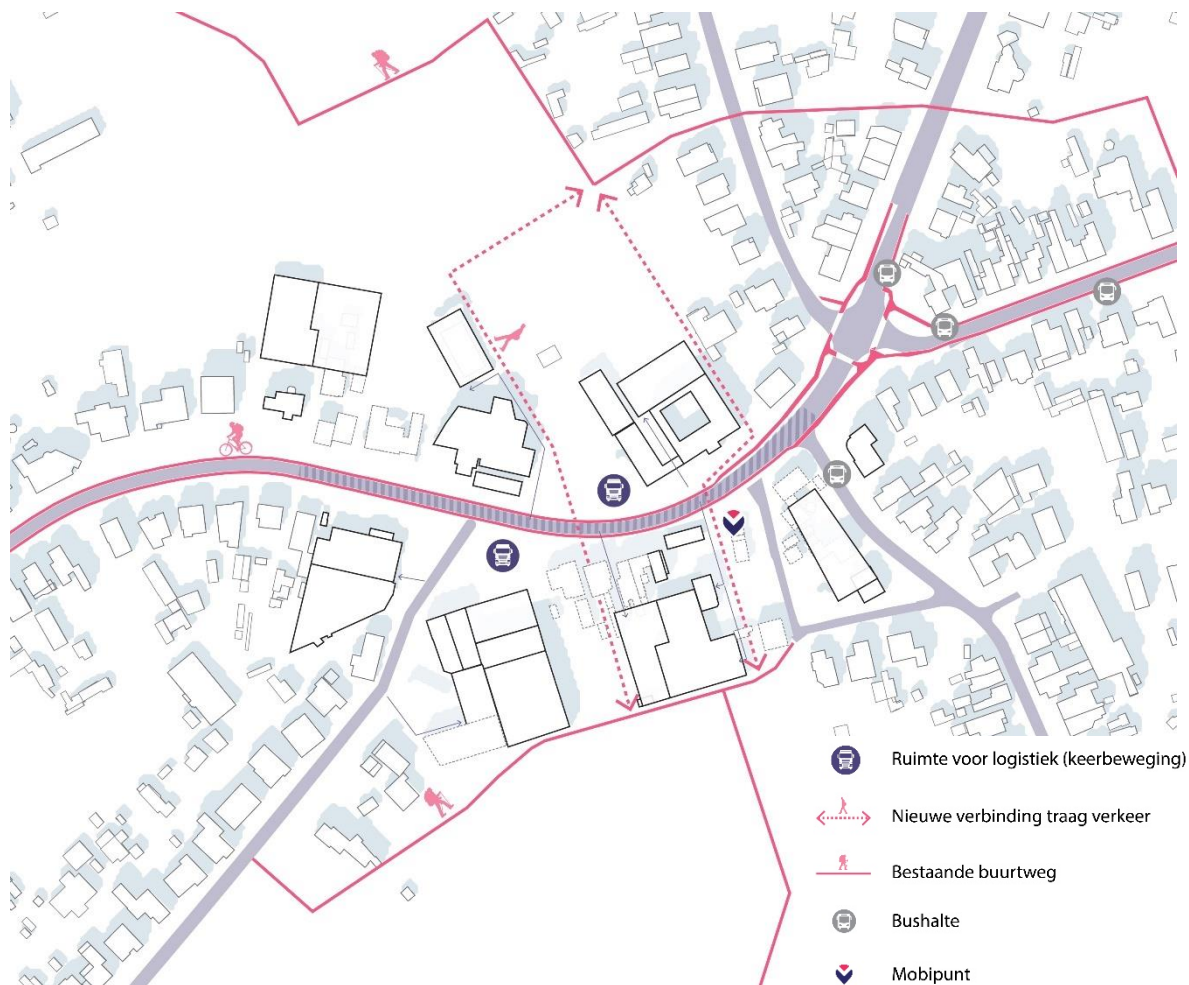 Ruimte voor logistiek (keerbeweging)
Nieuwe verbinding traag verkeer
Bestaande buurtweg
Bushalte
Mobipunt